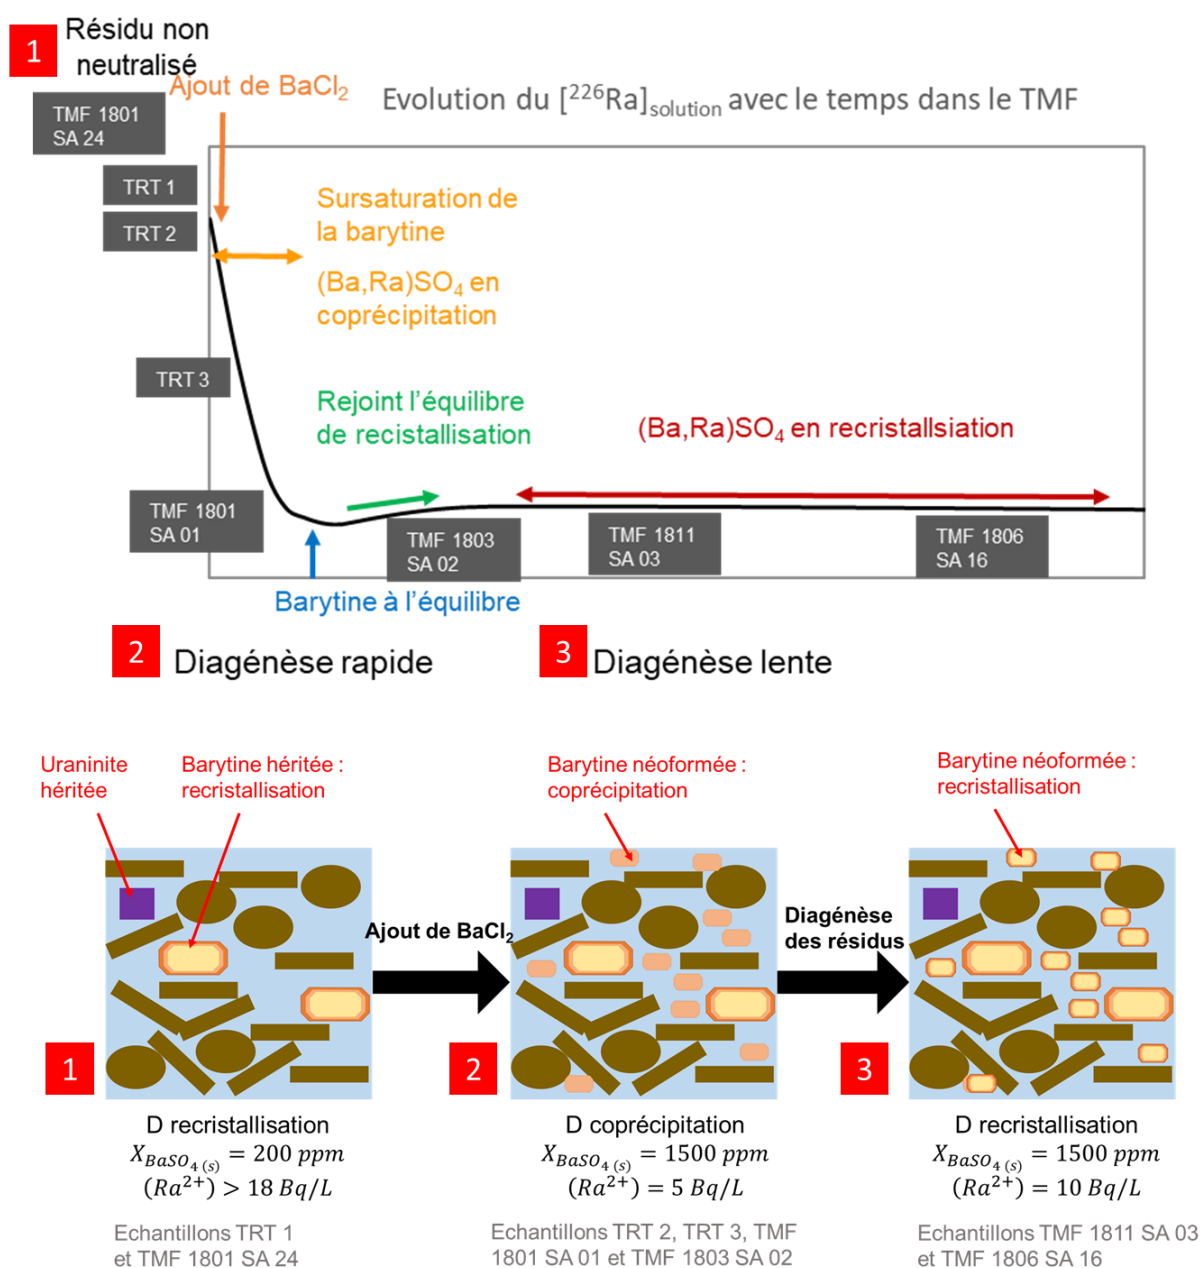 1
Résidu non
neutralisé
Ajout de BaCl₂
Evolution du [²²⁶Ra]solution avec le temps dans le TMF
TMF 1801
SA 24
TRT 1
TRT 2
Sursaturation de
la barytine
(Ba,Ra)SO₄ en
coprécipitation
TRT 3
Rejoint l'équilibre
de recistallisation
(Ba,Ra)SO₄ en recristallsiation
TMF 1801
SA 01
TMF 1803
SA 02
TMF 1811
SA 03
TMF 1806
SA 16
Barytine à l'équilibre
2 Diagénèse rapide
3 Diagénèse lente
Uraninite
héritée
Barytine héritée :
recristallisation
Barytine néoformée :
coprécipitation
Barytine néoformée :
recristallisation
Ajout de BaCl₂
Diagénèse
des résidus
1
2
3
D recristallisation
X_BaSO₄ (s) = 200 ppm
(Ra²⁺) > 18 Bq/L
Echantillons TRT 1
et TMF 1801 SA 24
D coprécipitation
X_BaSO₄ (s) = 1500 ppm
(Ra²⁺) = 5 Bq/L
Echantillons TRT 2, TRT 3, TMF
1801 SA 01 et TMF 1803 SA 02
D recristallisation
X_BaSO₄ (s) = 1500 ppm
(Ra²⁺) = 10 Bq/L
Echantillons TMF 1811 SA 03
et TMF 1806 SA 16